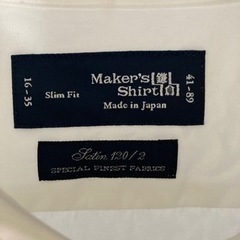 16-35
Slim Fit
Maker's
Shirt 鎌倉
Made in Japan
41-89
Satin 120/2
SPECIAL FINEST FABRICS